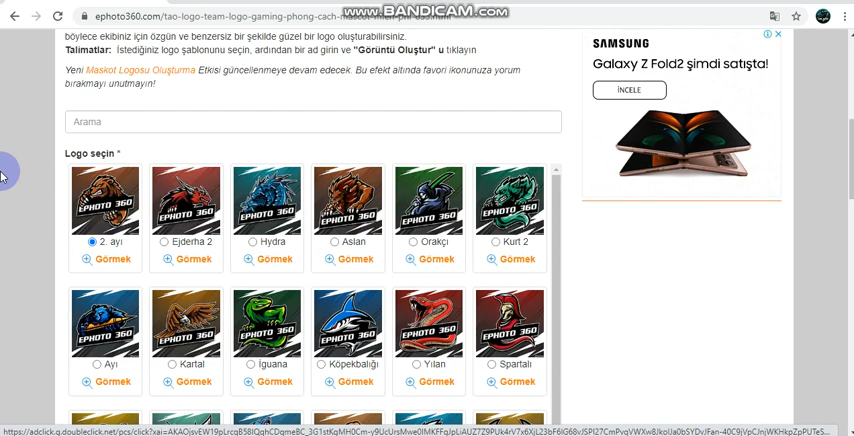 www.BANDICAM.com
ephoto360.com/tao-logo-team-logo-gaming-phong-cach-mascot-mien-phi-
böylece ekibiniz için özgün ve benzersiz bir şekilde güzel bir logo oluşturabilirsiniz.
Talimatlar: İstediğiniz logo şablonunu seçin, ardından bir ad girin ve "Görüntü Oluştur" u tıklayın
Yeni Maskot Logosu Oluşturma Etkisi güncellenmeye devam edecek. Bu efekt altında favori ikonunuza yorum
bırakmayı unutmayın!
Arama
Logo seçin *
EPHOTO 360 EPHOTO 360 EPHOTO 360 EPHOTO 360 EPHOTO 360 EPHOTO 360
2. ayı Ejderha 2 Hydra Aslan Orakçı Kurt 2
Görmek Görmek Görmek Görmek Görmek Görmek
EPHOTO 360 EPHOTO 360 EPHOTO 360 EPHOTO 360 EPHOTO 360 EPHOTO 360
Ayı Kartal İguana Köpekbalığı Yılan Spartalı
Görmek Görmek Görmek Görmek Görmek Görmek
SAMSUNG
Galaxy Z Fold2 şimdi satışta!
İNCELE